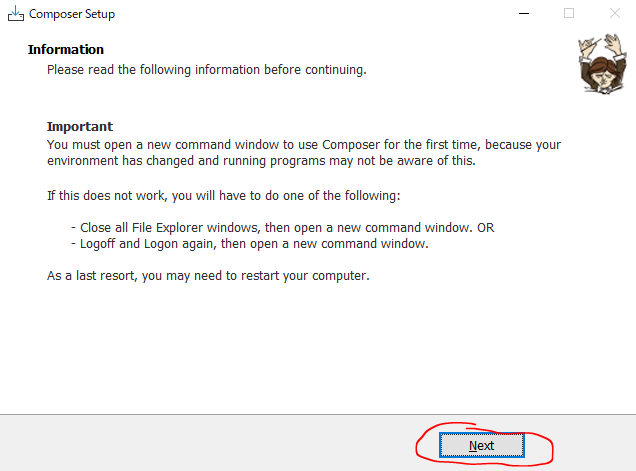 Composer Setup
Information
Please read the following information before continuing.
Important
You must open a new command window to use Composer for the first time, because your
environment has changed and running programs may not be aware of this.
If this does not work, you will have to do one of the following:
- Close all File Explorer windows, then open a new command window. OR
- Logoff and Logon again, then open a new command window.
As a last resort, you may need to restart your computer.
Next